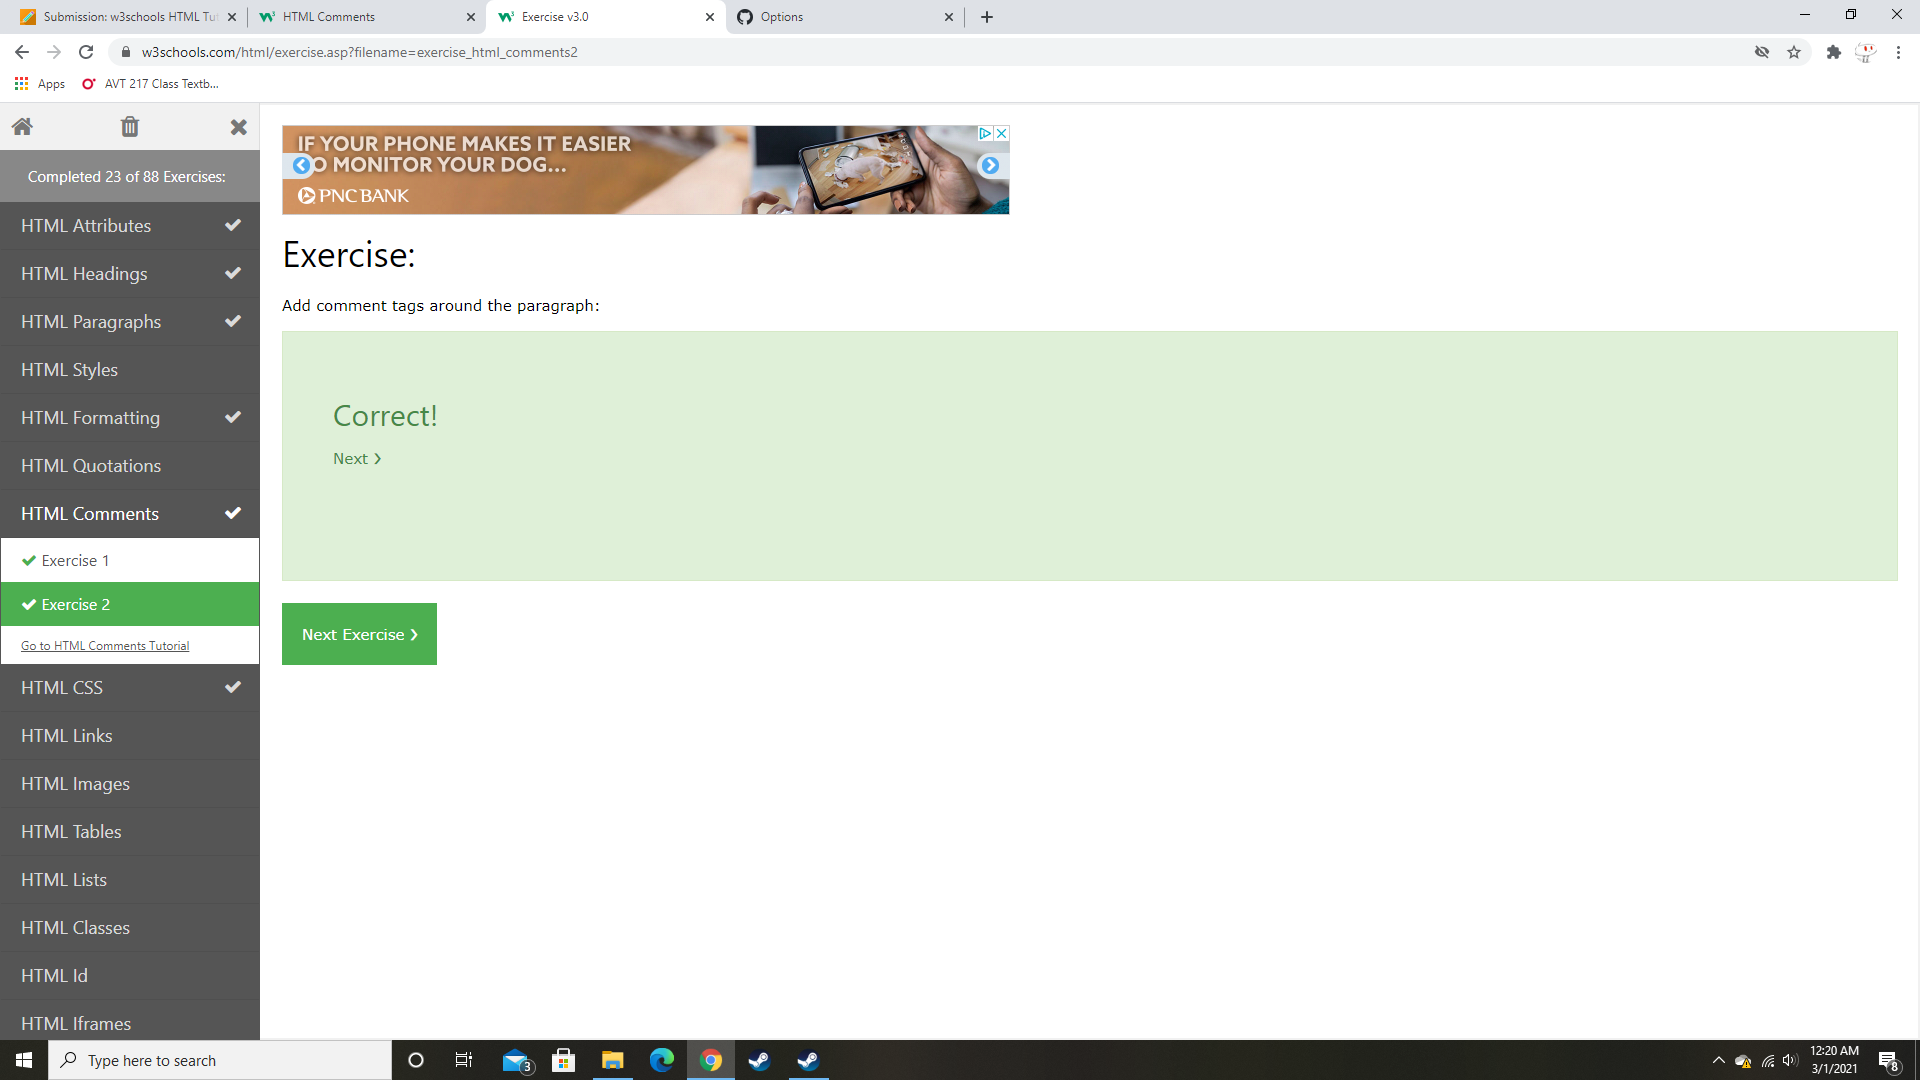 Submission: w3schools HTML Tut
HTML Comments
Exercise v3.0
Options
w3schools.com/html/exercise.asp?filename=exercise_html_comments2
Apps
AVT 217 Class Textb...
Completed 23 of 88 Exercises:
HTML Attributes
HTML Headings
HTML Paragraphs
HTML Styles
HTML Formatting
HTML Quotations
HTML Comments
Exercise 1
Exercise 2
Go to HTML Comments Tutorial
HTML CSS
HTML Links
HTML Images
HTML Tables
HTML Lists
HTML Classes
HTML Id
HTML Iframes
IF YOUR PHONE MAKES IT EASIER
TO MONITOR YOUR DOG...
PNC BANK
Exercise:
Add comment tags around the paragraph:
Correct!
Next ❯
Next Exercise ❯
Type here to search
3
12:20 AM
3/1/2021
8